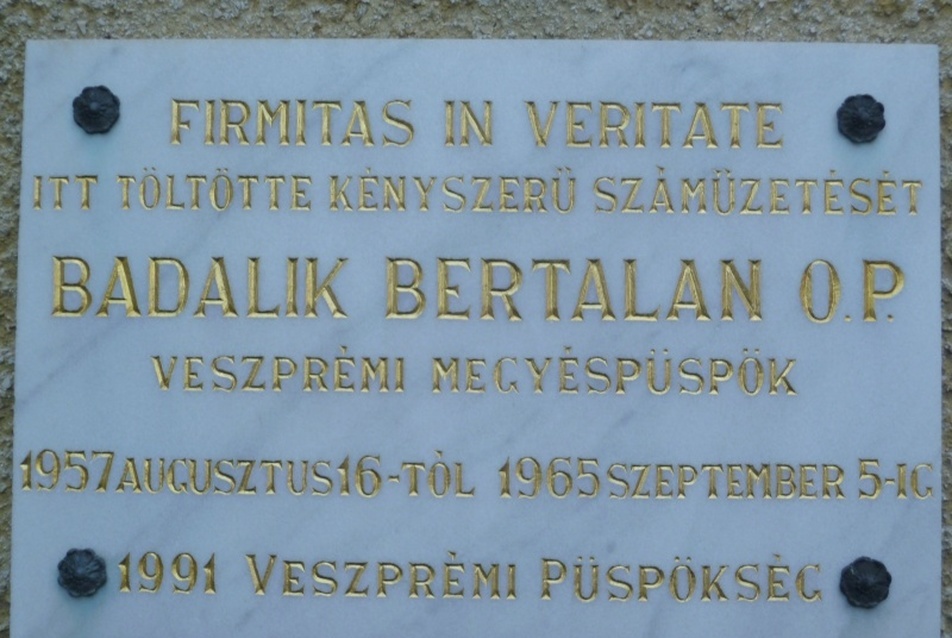 FIRMITAS IN VERITATE
ITT TÖLTÖTTE KÉNYSZERŰ SZÁMŰZETÉSÉT
BADALIK BERTALAN O.P.
VESZPRÉMI MEGYÉSPÜSPÖK
1957 AUGUSZTUS 16-TÓL 1965 SZEPTEMBER 5-IG
1991 VESZPRÉMI PÜSPÖKSÉG